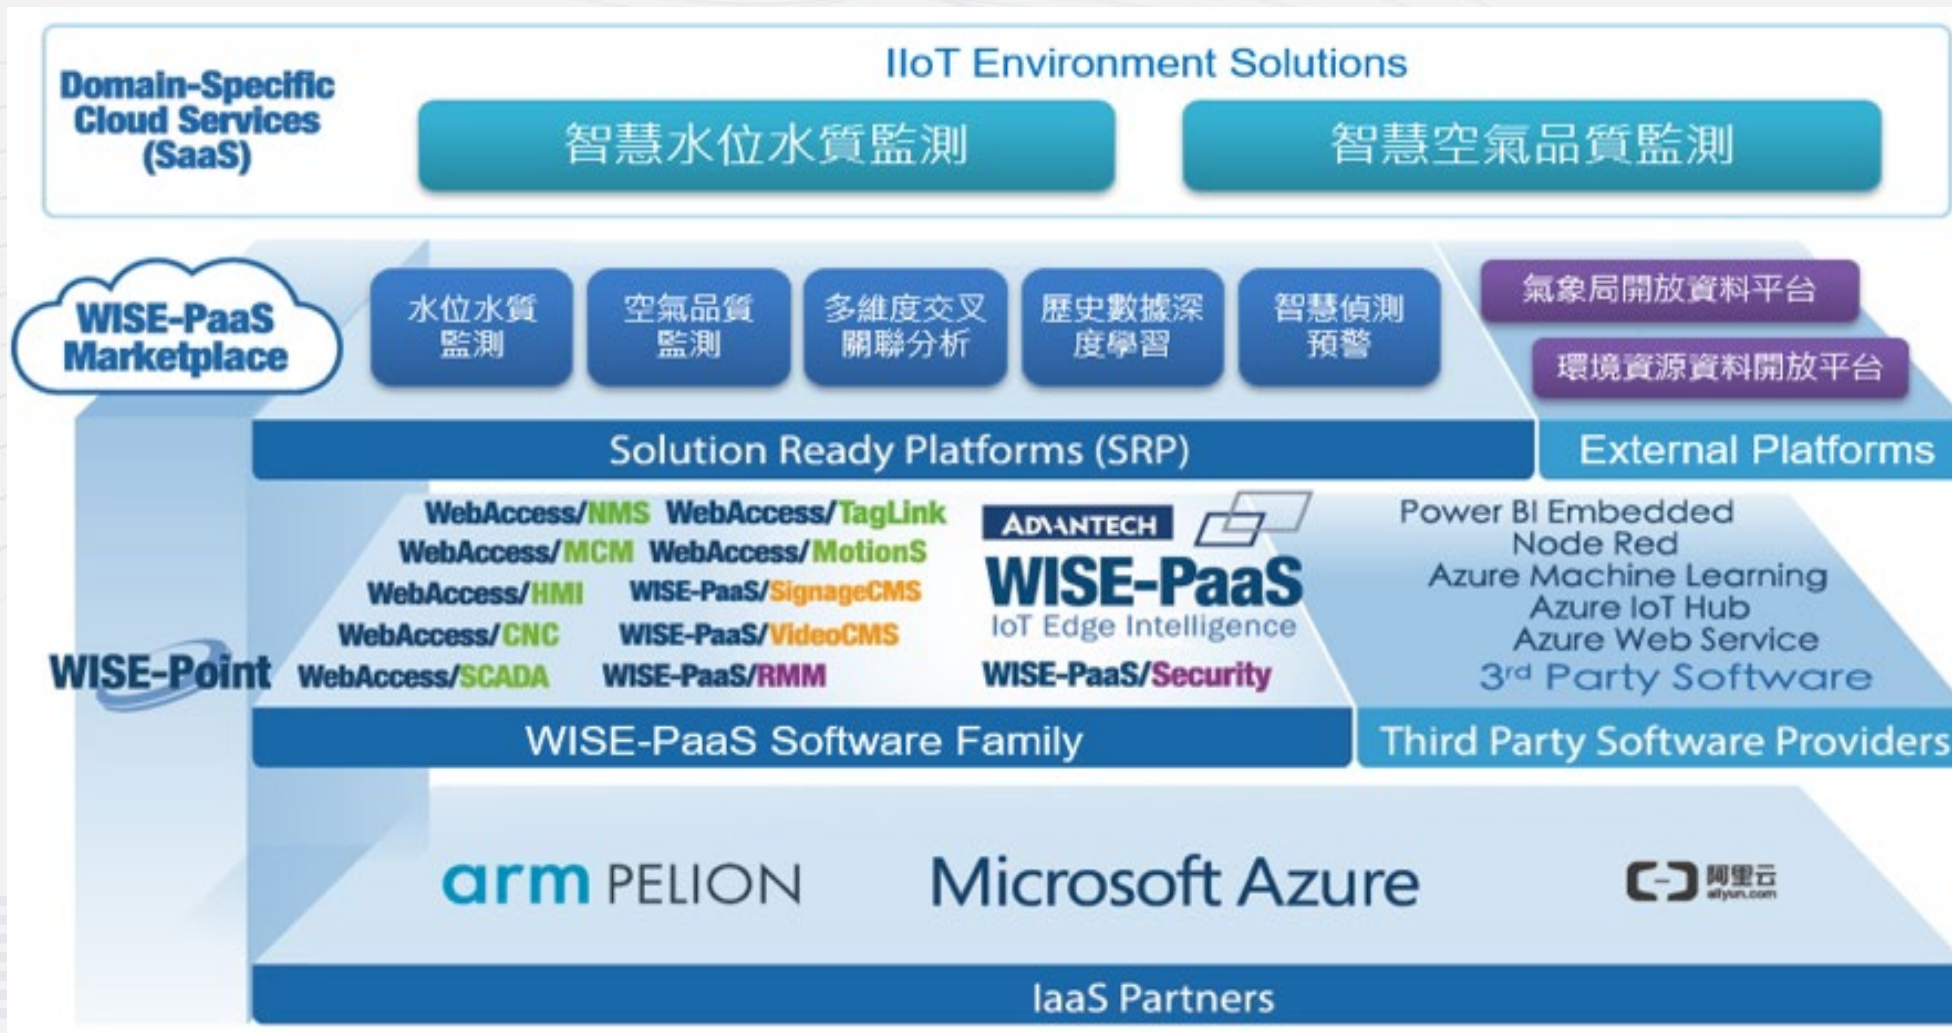 IIoT Environment Solutions
Domain-Specific
Cloud Services
(SaaS)
智慧水位水質監測
智慧空氣品質監測
WISE-PaaS
Marketplace
水位水質
監測
空氣品質
監測
多維度交叉
關聯分析
歷史數據深
度學習
智慧偵測
預警
氣象局開放資料平台
環境資源資料開放平台
Solution Ready Platforms (SRP)
External Platforms
WISE-Point
WebAccess/NMS WebAccess/TagLink
WebAccess/MCM WebAccess/MotionS
WebAccess/HMI WISE-PaaS/SignageCMS
WebAccess/CNC WISE-PaaS/VideoCMS
WebAccess/SCADA WISE-PaaS/RMM
ADVANTECH
WISE-PaaS
IoT Edge Intelligence
WISE-PaaS/Security
Power BI Embedded
Node Red
Azure Machine Learning
Azure IoT Hub
Azure Web Service
3rd Party Software
WISE-PaaS Software Family
Third Party Software Providers
arm PELION
Microsoft Azure
阿里云
aliyun.com
IaaS Partners